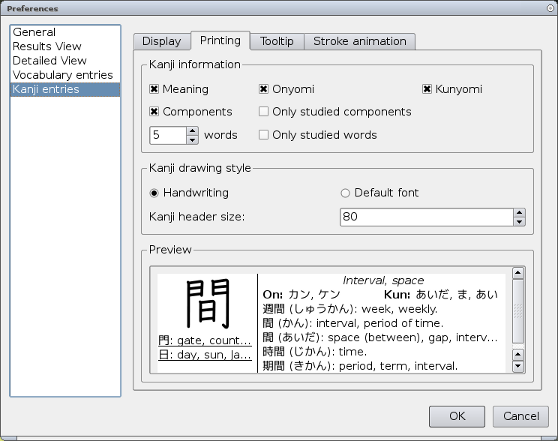 Preferences
General
Results View
Detailed View
Vocabulary entries
Kanji entries
Display Printing Tooltip Stroke animation
Kanji information
Meaning Onyomi Kunyomi
Components Only studied components
5 words Only studied words
Kanji drawing style
Handwriting Default font
Kanji header size: 80
Preview
間
門: gate, count...
日: day, sun, Ja...
Interval, space
On: カン, ケン Kun: あいだ, ま, あい
週間 (しゅうかん): week, weekly.
間 (かん): interval, period of time.
間 (あいだ): space (between), gap, interv...
時間 (じかん): time.
期間 (きかん): period, term, interval.
OK Cancel